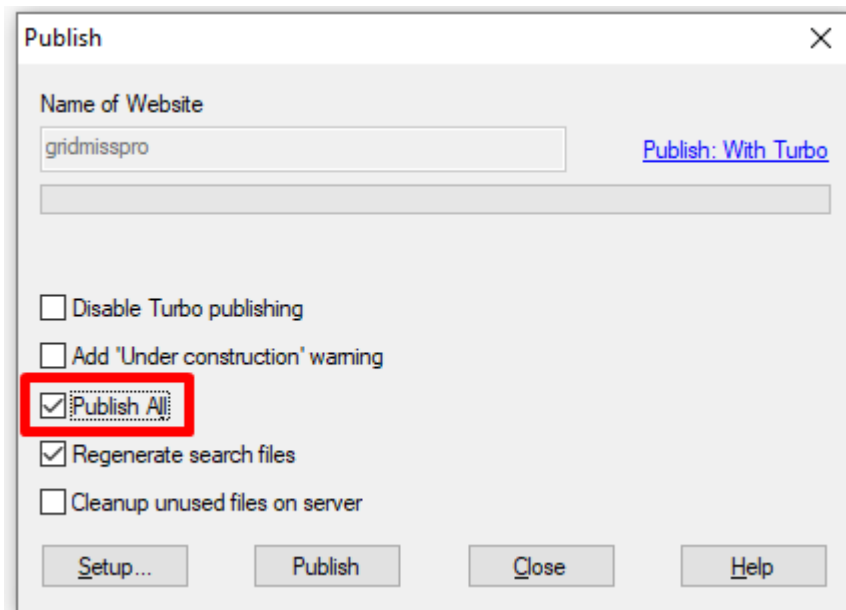 Publish
Name of Website
gridmisspro
Publish: With Turbo
Disable Turbo publishing
Add 'Under construction' warning
Publish All
Regenerate search files
Cleanup unused files on server
Setup... Publish Close Help